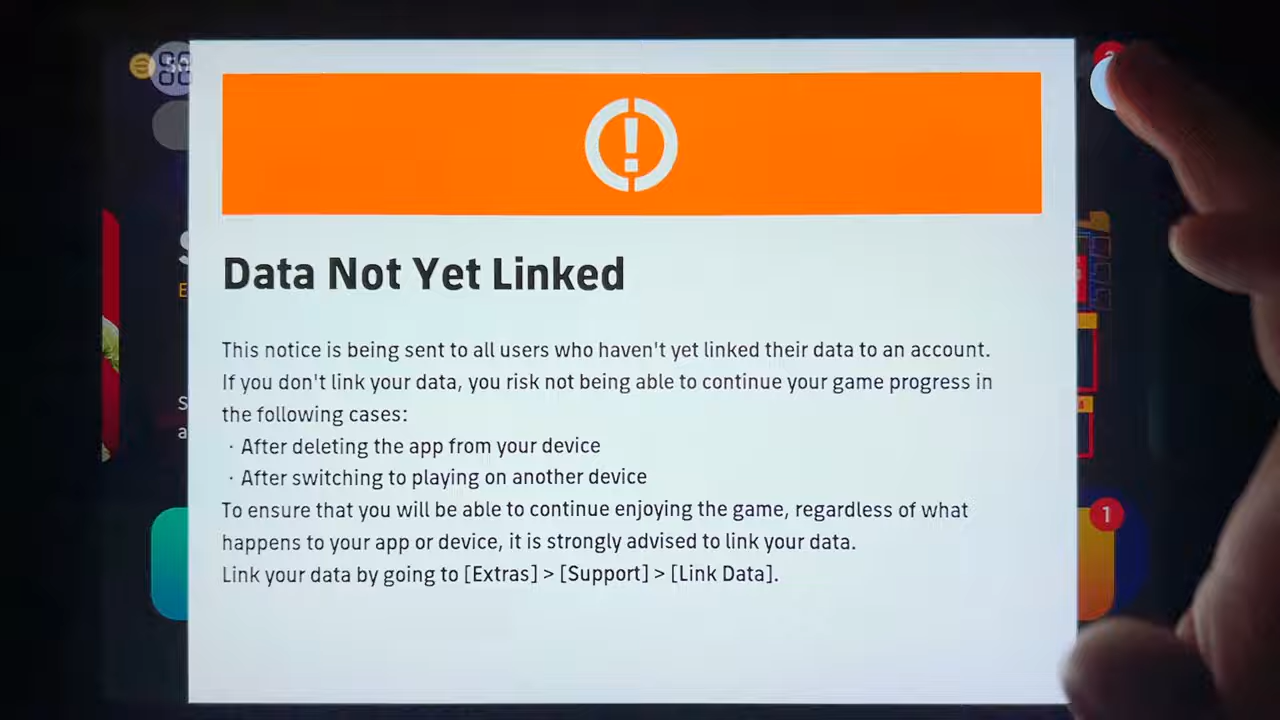 Data Not Yet Linked
This notice is being sent to all users who haven't yet linked their data to an account.
If you don't link your data, you risk not being able to continue your game progress in
the following cases:
· After deleting the app from your device
· After switching to playing on another device
To ensure that you will be able to continue enjoying the game, regardless of what
happens to your app or device, it is strongly advised to link your data.
Link your data by going to [Extras] > [Support] > [Link Data].
1